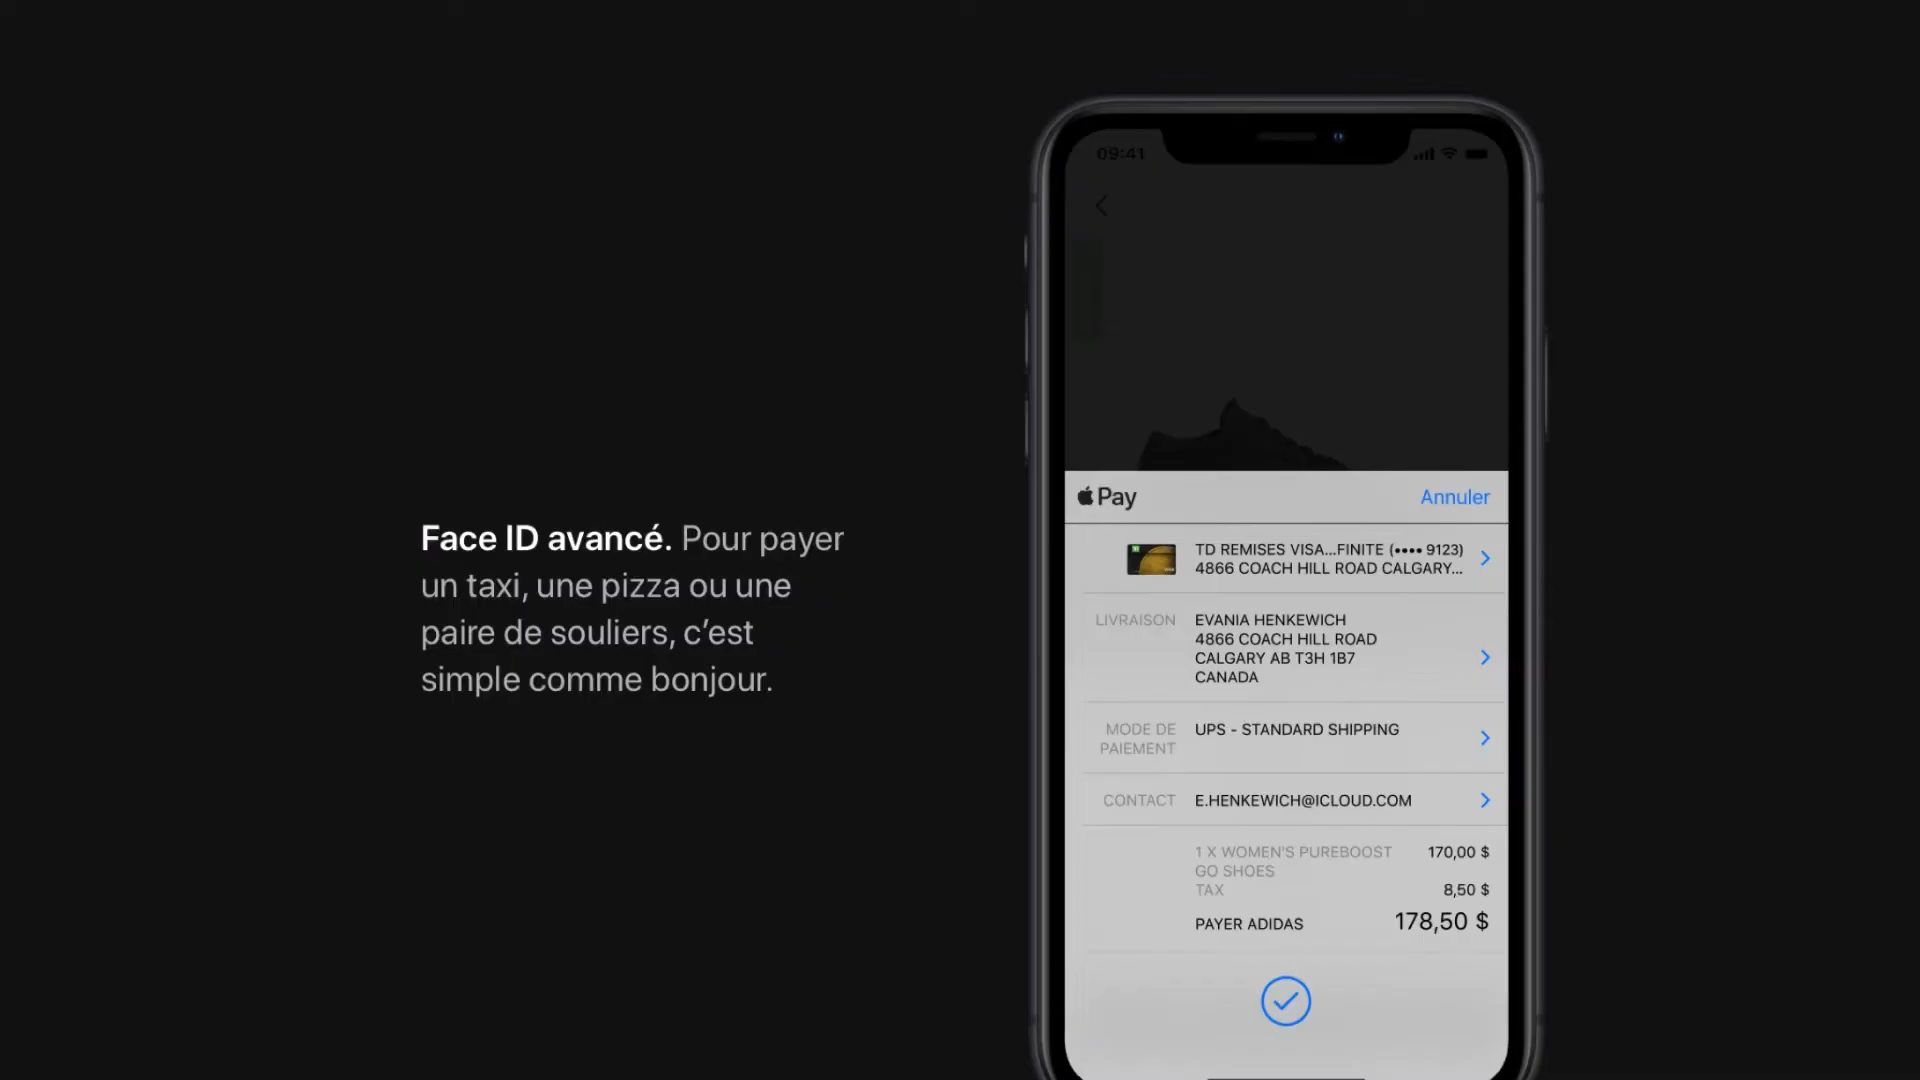 Face ID avancé. Pour payer
un taxi, une pizza ou une
paire de souliers, c’est
simple comme bonjour.
09:41
Pay
Annuler
TD REMISES VISA...FINITE (•••• 9123)
4866 COACH HILL ROAD CALGARY...
LIVRAISON
EVANIA HENKEWICH
4866 COACH HILL ROAD
CALGARY AB T3H 1B7
CANADA
MODE DE
PAIEMENT
UPS - STANDARD SHIPPING
CONTACT
E.HENKEWICH@ICLOUD.COM
1 X WOMEN'S PUREBOOST
GO SHOES
170,00 $
TAX
8,50 $
PAYER ADIDAS
178,50 $